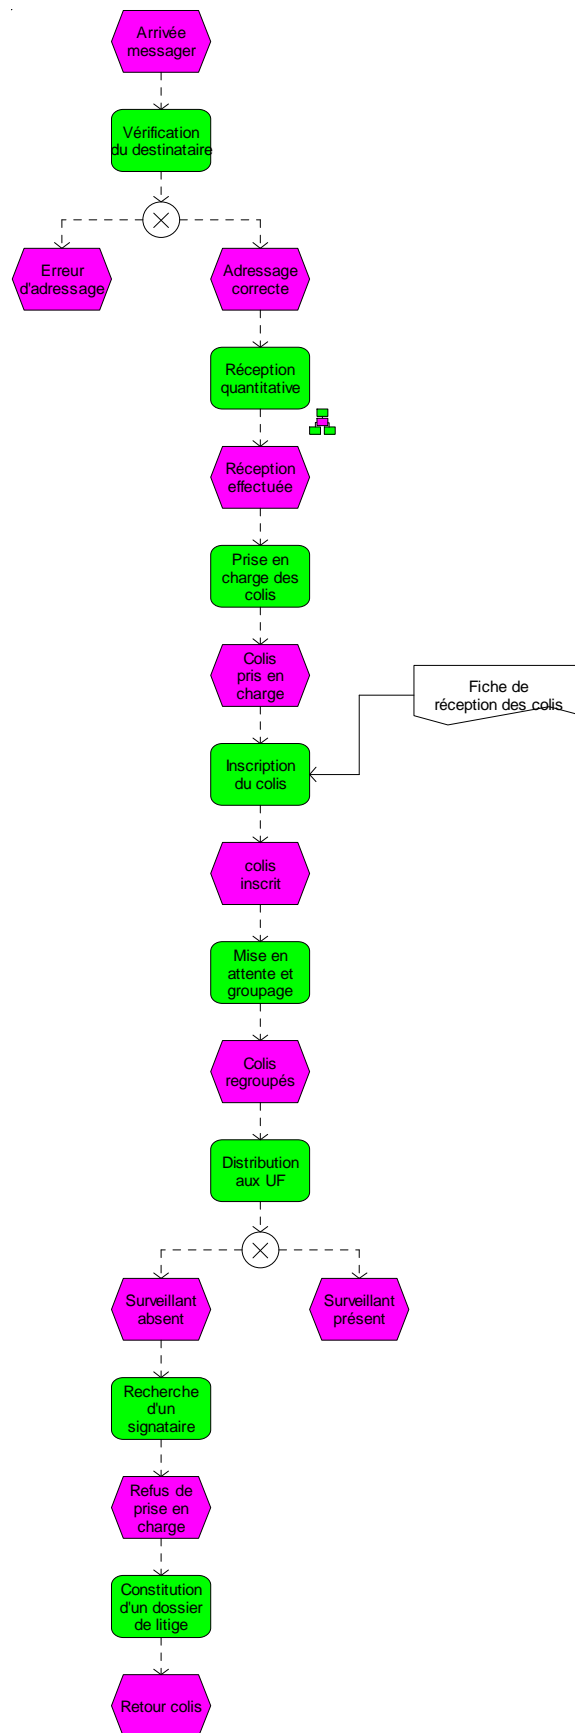 Arrivée
messager
Vérification
du destinataire
Erreur
d'adressage
Adressage
correcte
Réception
quantitative
Réception
effectuée
Prise en
charge des
colis
Colis
pris en
charge
Fiche de
réception des colis
Inscription
du colis
colis
inscrit
Mise en
attente et
groupage
Colis
regroupés
Distribution
aux UF
Surveillant
absent
Surveillant
présent
Recherche
d'un
signataire
Refus de
prise en
charge
Constitution
d'un dossier
de litige
Retour colis